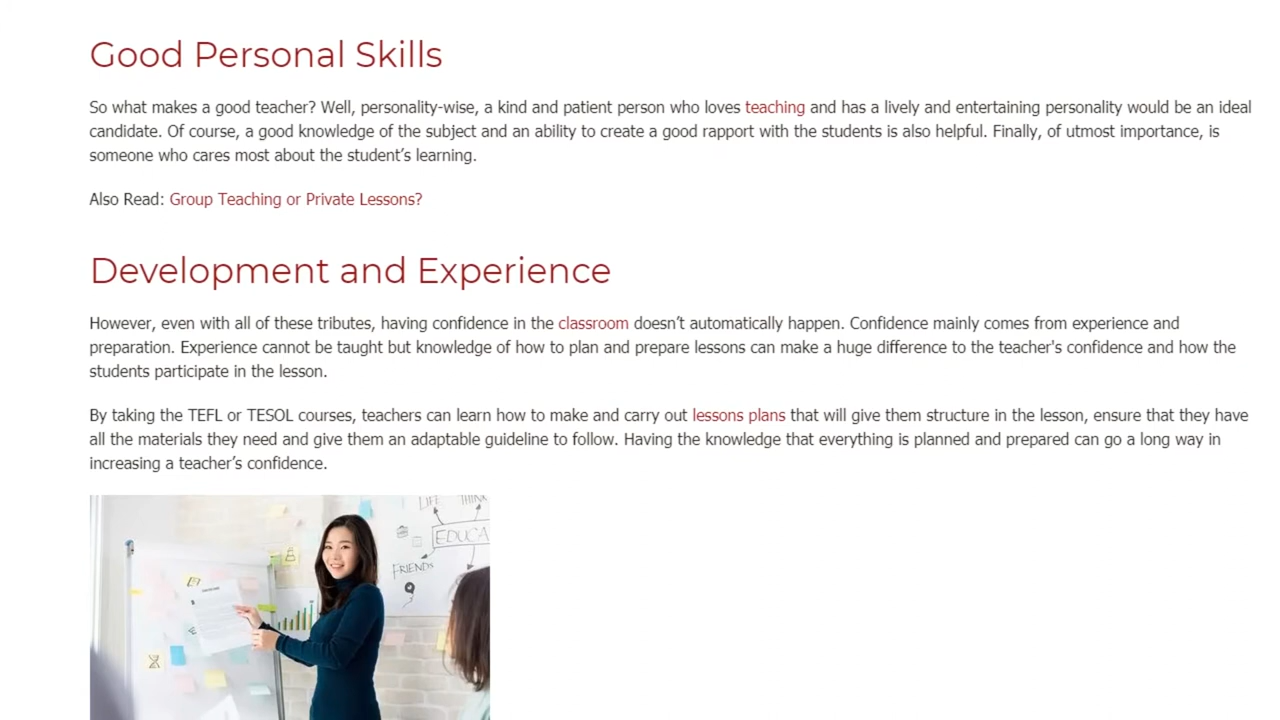 Good Personal Skills
So what makes a good teacher? Well, personality-wise, a kind and patient person who loves teaching and has a lively and entertaining personality would be an ideal
candidate. Of course, a good knowledge of the subject and an ability to create a good rapport with the students is also helpful. Finally, of utmost importance, is
someone who cares most about the student’s learning.
Also Read: Group Teaching or Private Lessons?
Development and Experience
However, even with all of these tributes, having confidence in the classroom doesn’t automatically happen. Confidence mainly comes from experience and
preparation. Experience cannot be taught but knowledge of how to plan and prepare lessons can make a huge difference to the teacher's confidence and how the
students participate in the lesson.
By taking the TEFL or TESOL courses, teachers can learn how to make and carry out lessons plans that will give them structure in the lesson, ensure that they have
all the materials they need and give them an adaptable guideline to follow. Having the knowledge that everything is planned and prepared can go a long way in
increasing a teacher’s confidence.
LIFE THINK
EDUCA
FRIENDS